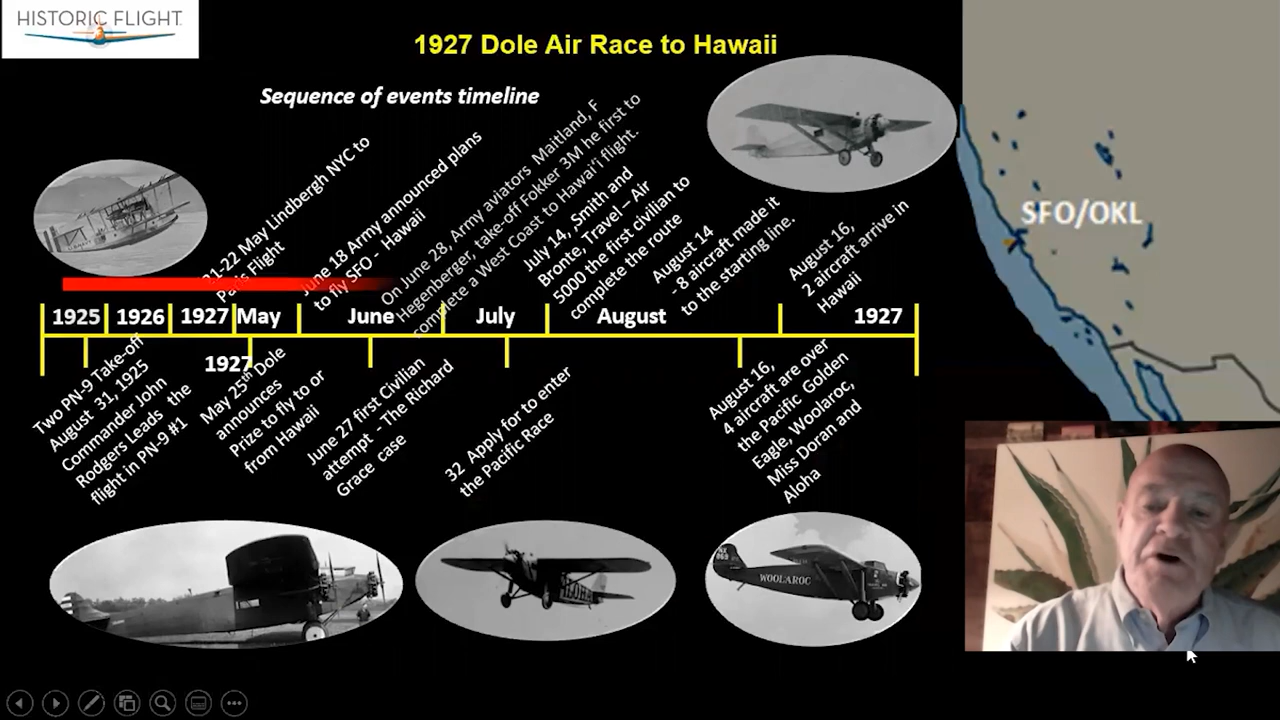 HISTORIC FLIGHT
1927 Dole Air Race to Hawaii
Sequence of events timeline
21-22 May Lindbergh NYC to
Paris Flight
June 18 Army announced plans
to fly SFO - Hawaii
On June 28, Army aviators Maitland, F
Hegenberger, take-off Fokker 3M he first to
complete a West Coast to Hawai'i flight.
July 14, Smith and
Bronte, Travel – Air
5000 the first civilian to
complete the route
August 14
- 8 aircraft made it
to the starting line.
August 16,
2 aircraft arrive in
Hawaii
1925
1926
1927
May
June
July
August
1927
1927
Two PN-9 Take-off
August 31, 1925
Commander John
Rodgers Leads the
flight in PN-9 #1
May 25th Dole
announces
Prize to fly to or
from Hawaii
June 27 first Civilian
attempt - The Richard
Grace case
32 Apply for to enter
the Pacific Race
August 16,
4 aircraft are over
the Pacific Golden
Eagle, Woolaroc,
Miss Doran and
Aloha
SFO/OKL
NX
869
WOOLAROC